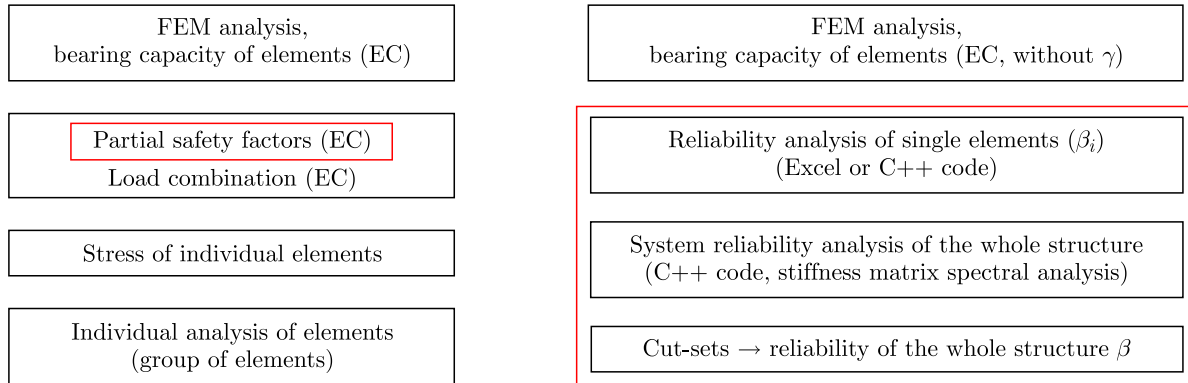 FEM analysis,
bearing capacity of elements (EC)
Partial safety factors (EC)
Load combination (EC)
Stress of individual elements
Individual analysis of elements
(group of elements)
FEM analysis,
bearing capacity of elements (EC, without γ)
Reliability analysis of single elements (βᵢ)
(Excel or C++ code)
System reliability analysis of the whole structure
(C++ code, stiffness matrix spectral analysis)
Cut-sets → reliability of the whole structure β